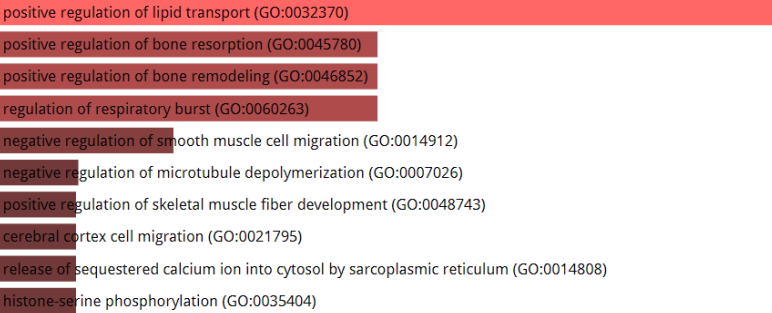 positive regulation of lipid transport (GO:0032370)
positive regulation of bone resorption (GO:0045780)
positive regulation of bone remodeling (GO:0046852)
regulation of respiratory burst (GO:0060263)
negative regulation of smooth muscle cell migration (GO:0014912)
negative regulation of microtubule depolymerization (GO:0007026)
positive regulation of skeletal muscle fiber development (GO:0048743)
cerebral cortex cell migration (GO:0021795)
release of sequestered calcium ion into cytosol by sarcoplasmic reticulum (GO:0014808)
histone-serine phosphorylation (GO:0035404)